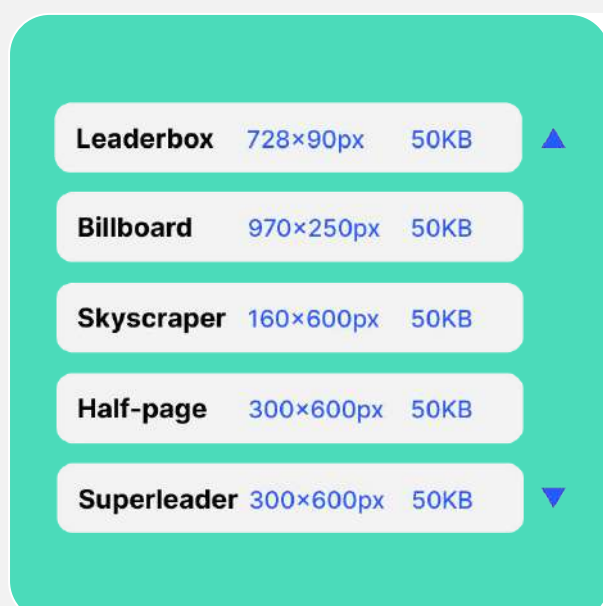 Leaderbox 728×90px 50KB
Billboard 970×250px 50KB
Skyscraper 160×600px 50KB
Half-page 300×600px 50KB
Superleader 300×600px 50KB